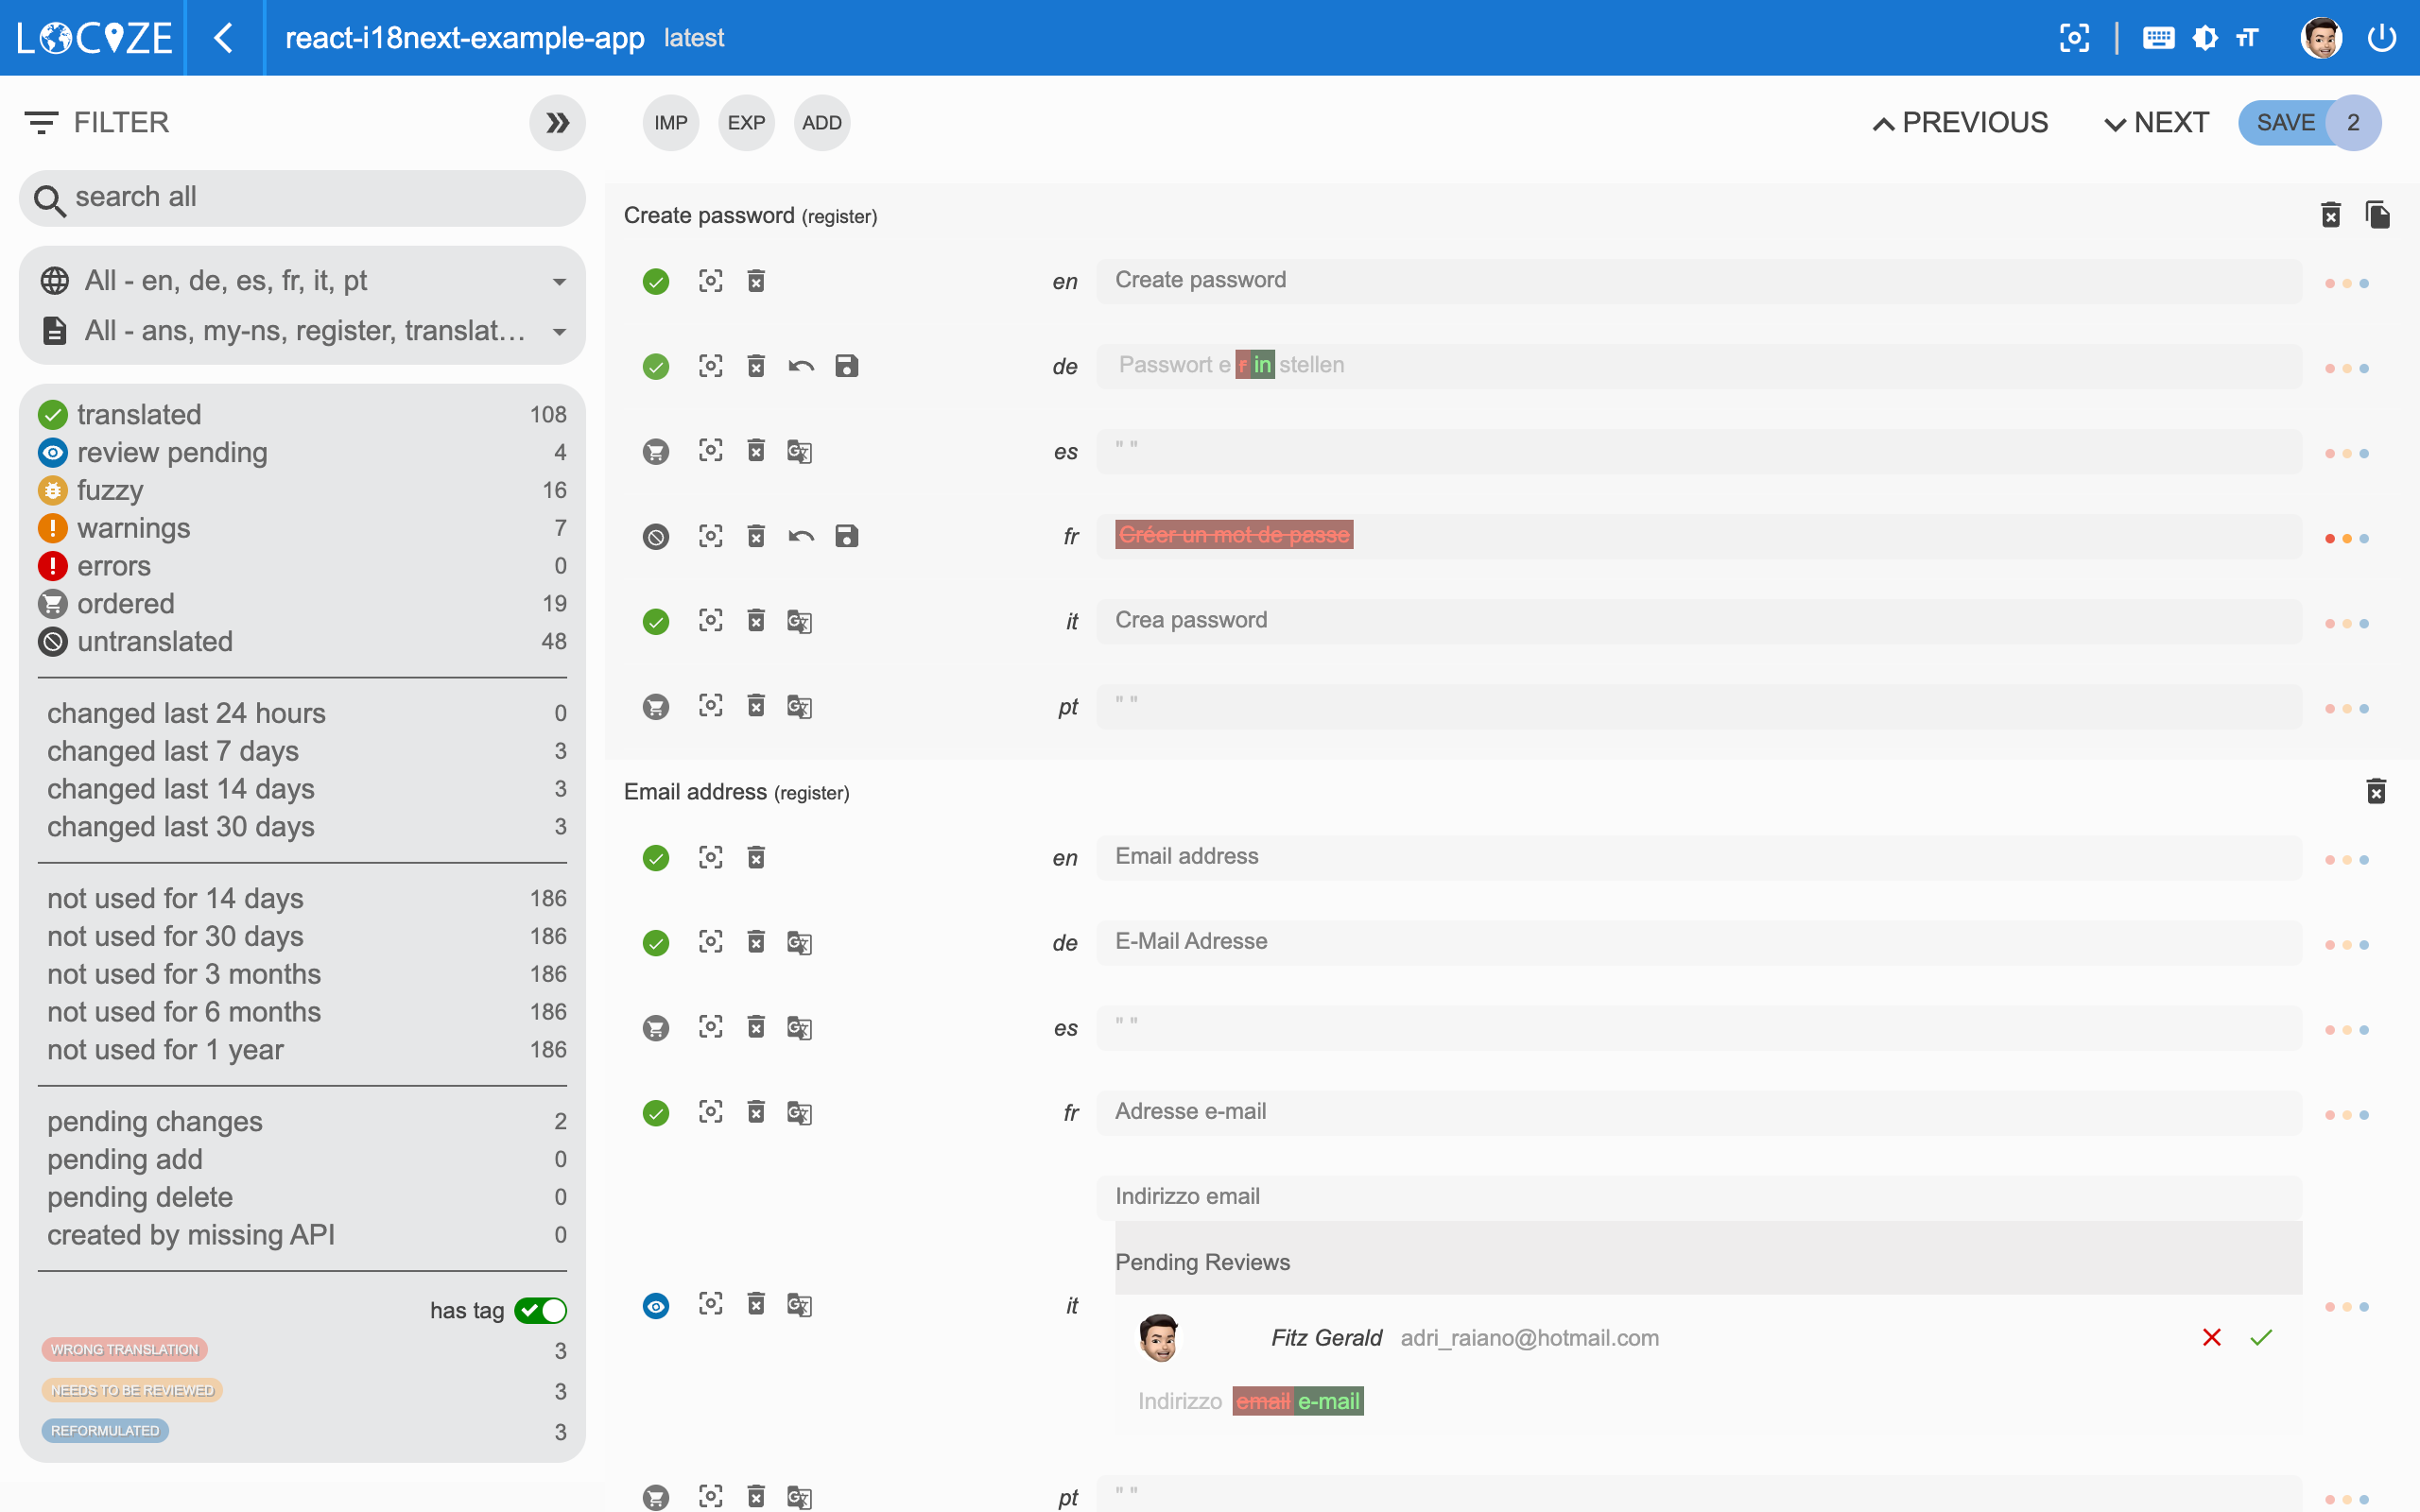 LOCIZE
react-i18next-example-app latest
FILTER
IMP EXP ADD
PREVIOUS NEXT SAVE 2
search all
All - en, de, es, fr, it, pt
All - ans, my-ns, register, translat...
translated 108
review pending 4
fuzzy 16
warnings 7
errors 0
ordered 19
untranslated 48
changed last 24 hours 0
changed last 7 days 3
changed last 14 days 3
changed last 30 days 3
not used for 14 days 186
not used for 30 days 186
not used for 3 months 186
not used for 6 months 186
not used for 1 year 186
pending changes 2
pending add 0
pending delete 0
created by missing API 0
has tag
WRONG TRANSLATION 3
NEEDS TO BE REVIEWED 3
REFORMULATED 3
Create password (register)
en Create password
de Passwort e r in stellen
es " "
fr Créer un mot de passe
it Crea password
pt " "
Email address (register)
en Email address
de E-Mail Adresse
es " "
fr Adresse e-mail
Indirizzo email
Pending Reviews
it
Fitz Gerald adri_raiano@hotmail.com
Indirizzo email e-mail
pt " "